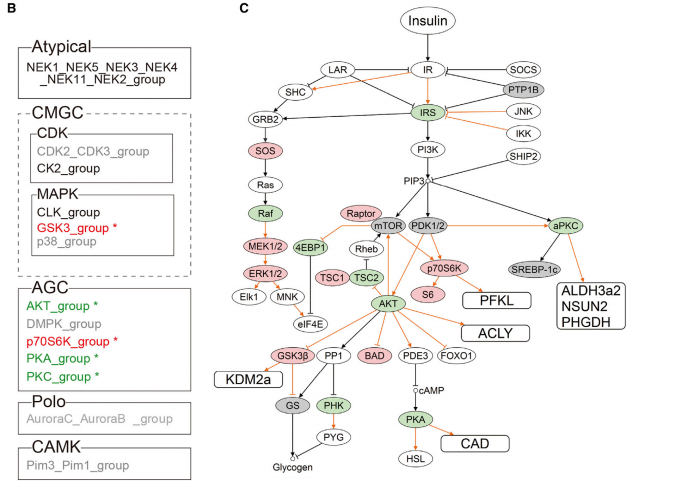 B
Atypical
NEK1_NEK5_NEK3_NEK4
_NEK11_NEK2_group
CMGC
CDK
CDK2_CDK3_group
CK2_group
MAPK
CLK_group
GSK3_group *
p38_group
AGC
AKT_group *
DMPK_group
p70S6K_group *
PKA_group *
PKC_group *
Polo
AuroraC_AuroraB _group
CAMK
Pim3_Pim1_group
C
Insulin
LAR
IR
SOCS
SHC
PTP1B
GRB2
IRS
JNK
IKK
SOS
PI3K
SHIP2
Ras
PIP3
Raf
Raptor
mTOR
PDK1/2
aPKC
MEK1/2
4EBP1
Rheb
ERK1/2
TSC1
TSC2
p70S6K
SREBP-1c
Elk1
MNK
S6
PFKL
ALDH3a2
NSUN2
PHGDH
eIF4E
AKT
ACLY
GSK3β
PP1
BAD
PDE3
FOXO1
KDM2a
cAMP
GS
PHK
PKA
PYG
CAD
HSL
Glycogen